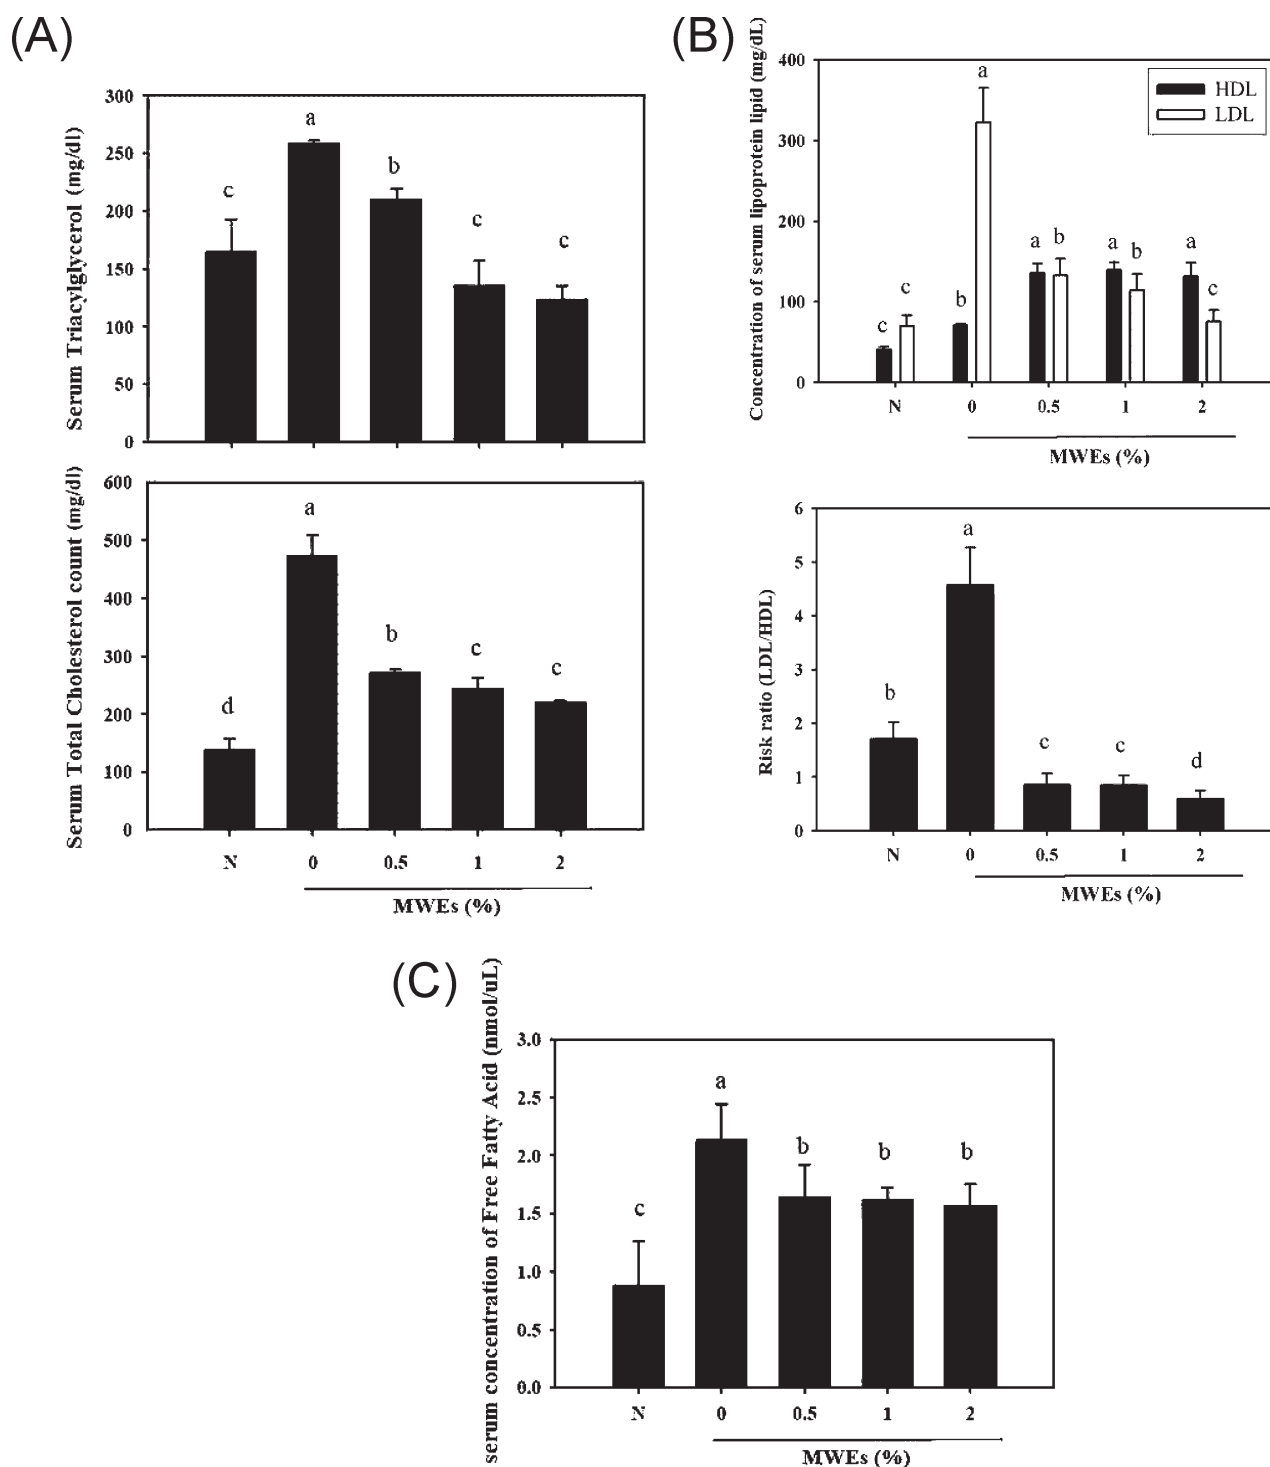 (A)
Serum Triacylglycerol (mg/dl)
300
250
200
150
100
50
0
c
a
b
c
c
Serum Total Cholesterol count (mg/dl)
600
500
400
300
200
100
0
d
a
b
c
c
N 0 0.5 1 2
MWEs (%)
(B)
Concentration of serum lipoprotein lipid (mg/dL)
400
300
200
100
0
HDL
LDL
c c b a a b a b a c
N 0 0.5 1 2
MWEs (%)
Risk ratio (LDL/HDL)
6
5
4
3
2
1
0
b
a
c
c
d
N 0 0.5 1 2
MWEs (%)
(C)
serum concentration of Free Fatty Acid (nmol/uL)
3.0
2.5
2.0
1.5
1.0
0.5
0.0
c
a
b
b
b
N 0 0.5 1 2
MWEs (%)